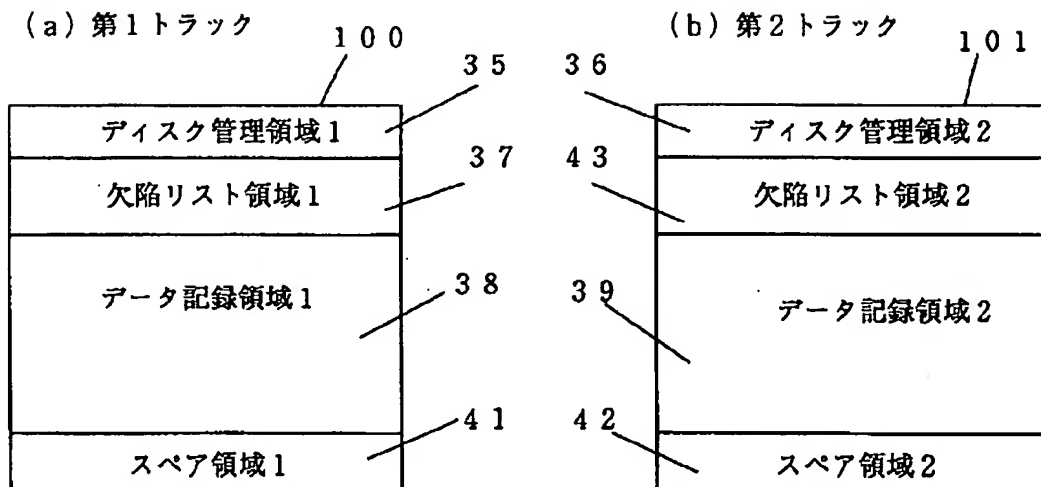 (a)第1トラック
100
35
ディスク管理領域1
37
欠陥リスト領域1
データ記録領域1
38
41
スペア領域1
(b)第2トラック
101
36
ディスク管理領域2
43
欠陥リスト領域2
39
データ記録領域2
42
スペア領域2